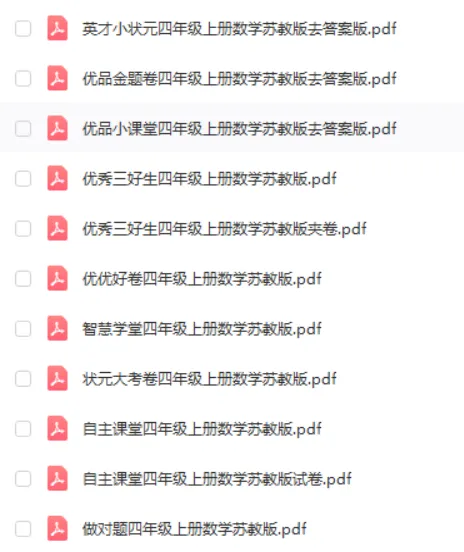 英才小状元四年级上册数学苏教版去答案版.pdf
优品金题卷四年级上册数学苏教版去答案版.pdf
优品小课堂四年级上册数学苏教版去答案版.pdf
优秀三好生四年级上册数学苏教版.pdf
优秀三好生四年级上册数学苏教版夹卷.pdf
优优好卷四年级上册数学苏教版.pdf
智慧学堂四年级上册数学苏教版.pdf
状元大考卷四年级上册数学苏教版.pdf
自主课堂四年级上册数学苏教版.pdf
自主课堂四年级上册数学苏教版试卷.pdf
做对题四年级上册数学苏教版.pdf